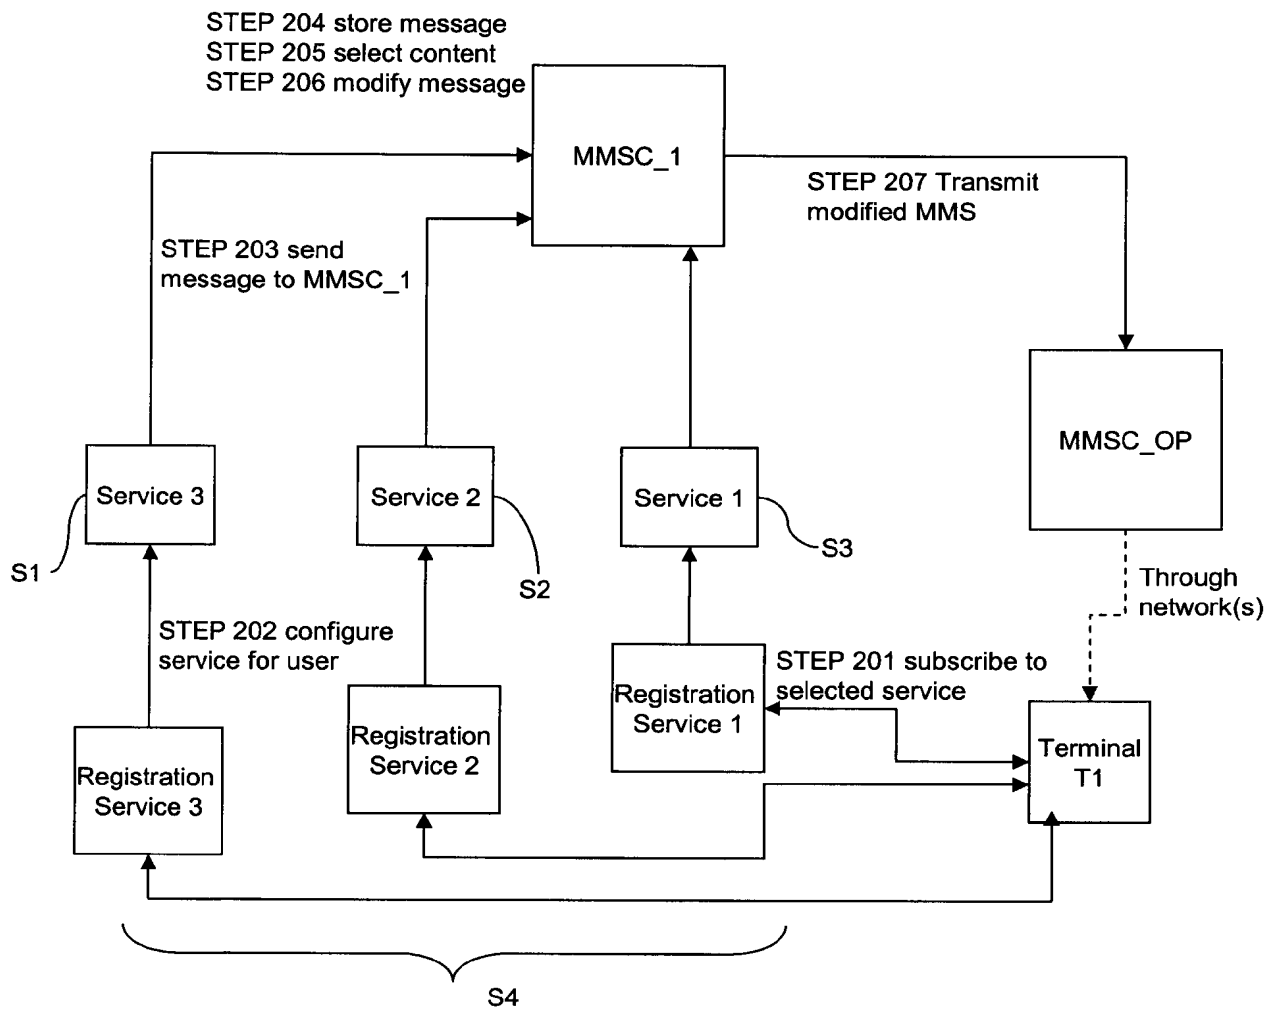 STEP 204 store message
STEP 205 select content
STEP 206 modify message
MMSC_1
STEP 207 Transmit
modified MMS
STEP 203 send
message to MMSC_1
MMSC_OP
Service 3
Service 2
Service 1
S1
S2
S3
Through
network(s)
STEP 202 configure
service for user
STEP 201 subscribe to
selected service
Registration
Service 1
Registration
Service 2
Registration
Service 3
Terminal
T1
S4